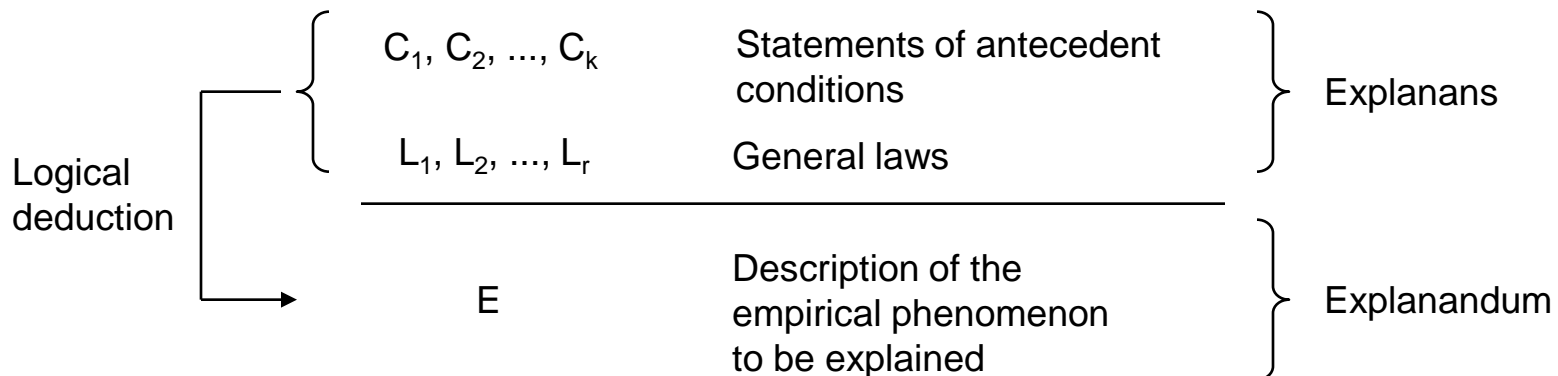 C₁, C₂, ..., Cₖ
Statements of antecedent
conditions
Explanans
L₁, L₂, ..., Lᵣ
General laws
Logical
deduction
E
Description of the
empirical phenomenon
to be explained
Explanandum